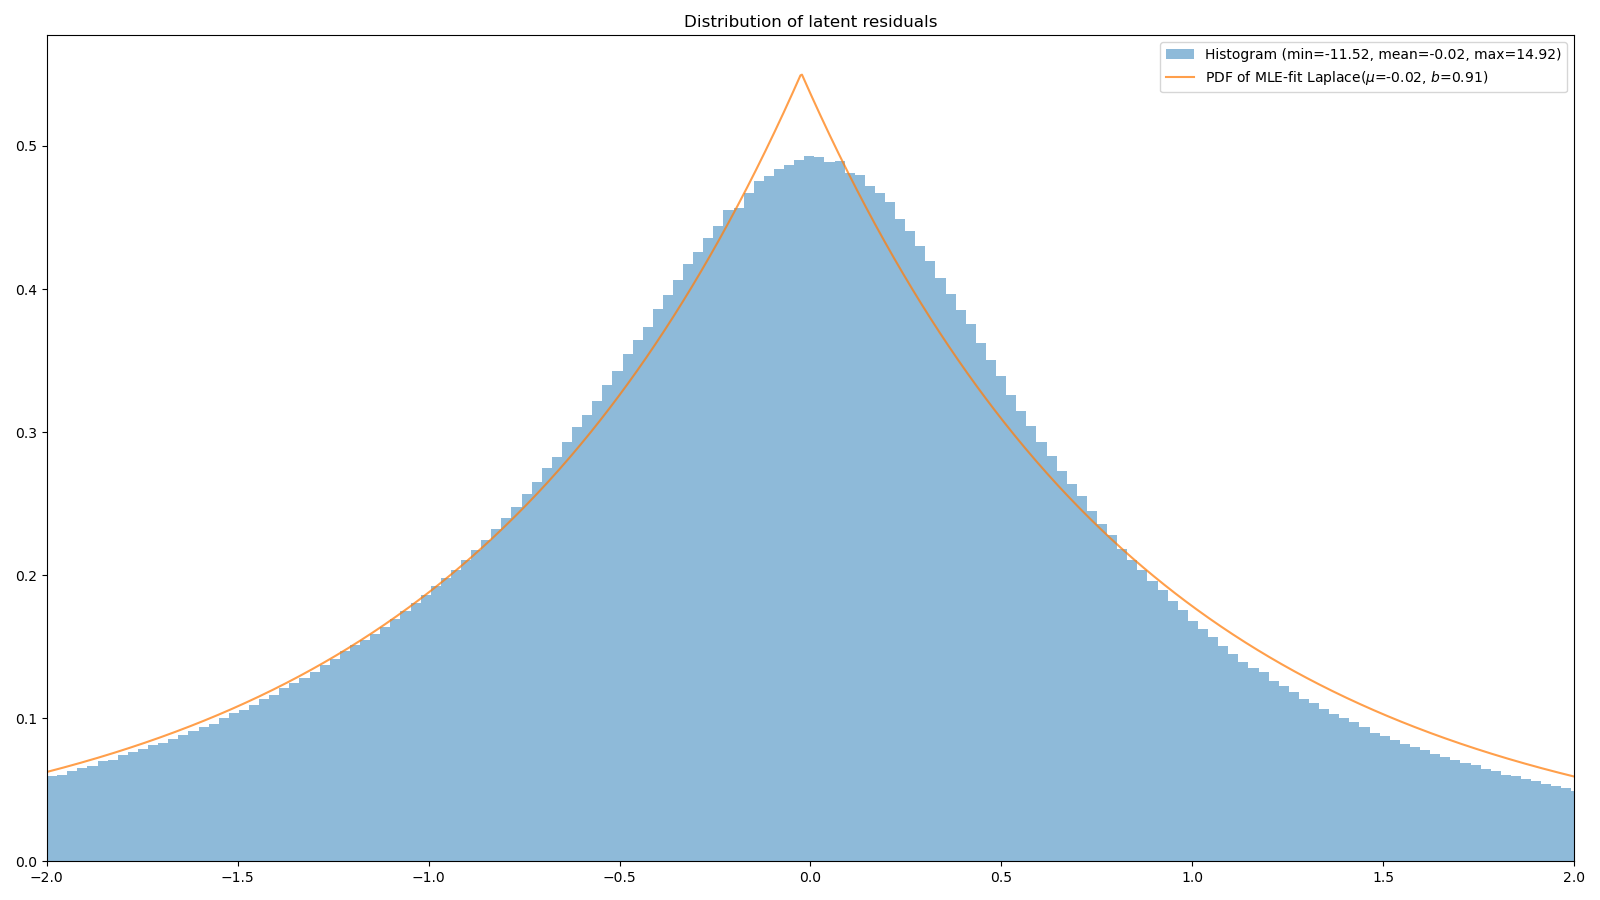 Distribution of latent residuals
Histogram (min=-11.52, mean=-0.02, max=14.92)
PDF of MLE-fit Laplace(μ=-0.02, b=0.91)
0.5
0.4
0.3
0.2
0.1
0.0
−2.0 −1.5 −1.0 −0.5 0.0 0.5 1.0 1.5 2.0